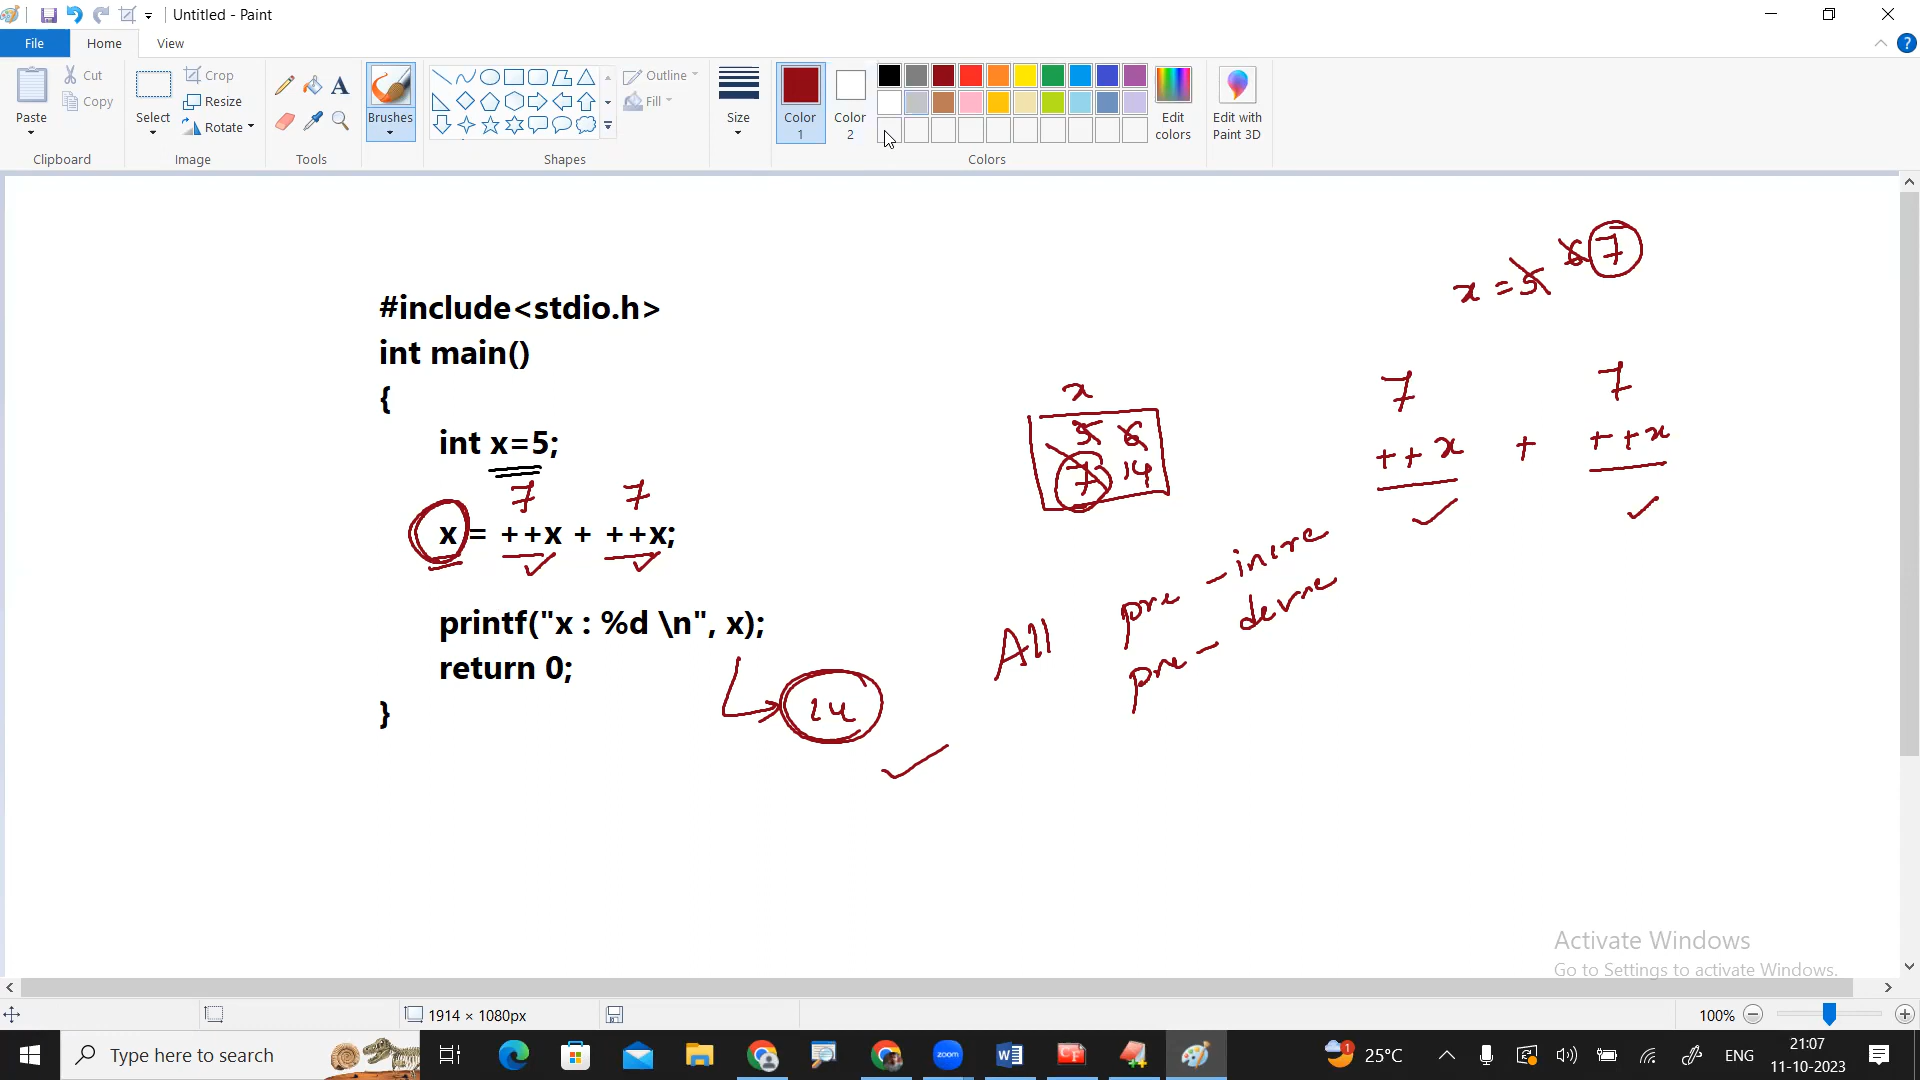 Untitled - Paint
File Home View
Paste Cut Copy Clipboard
Select Crop Resize Rotate Image
Tools
Brushes
Outline Fill Shapes
Size
Color 1 Color 2 Edit colors Colors
Edit with Paint 3D
x = 5 6 7
#include<stdio.h>
int main()
{
int x=5;
7 7
x = ++x + ++x;
printf("x : %d \n", x);
return 0;
}
14
x
5 6
7 14
7 7
++x + ++x
All
pre - incre
pre - decre
Activate Windows
Go to Settings to activate Windows.
1914 × 1080px
100%
Type here to search
zoom
W
CF
1
25°C
ENG
21:07
11-10-2023